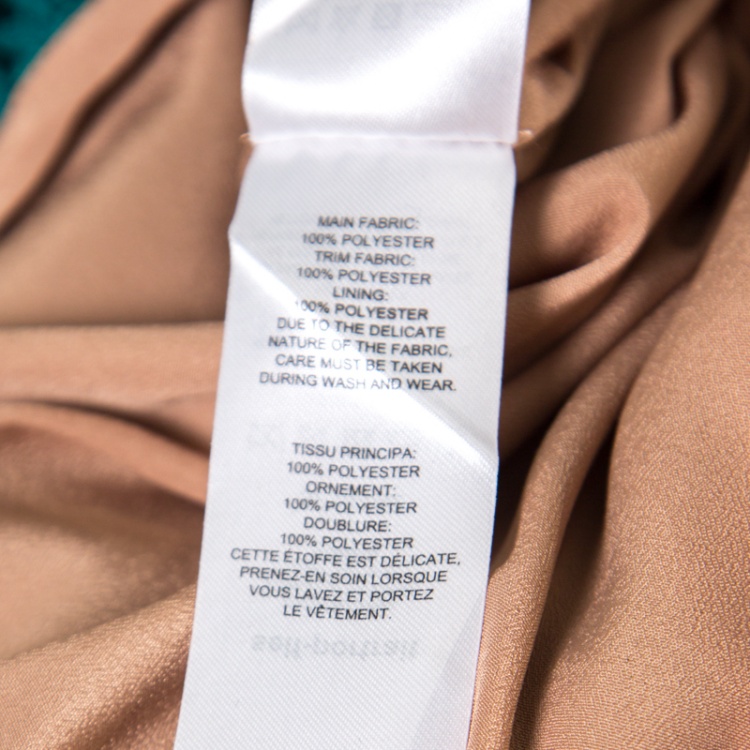 MAIN FABRIC:
100% POLYESTER
TRIM FABRIC:
100% POLYESTER
LINING:
100% POLYESTER
DUE TO THE DELICATE
NATURE OF THE FABRIC,
CARE MUST BE TAKEN
DURING WASH AND WEAR.
TISSU PRINCIPA:
100% POLYESTER
ORNEMENT:
100% POLYESTER
DOUBLURE:
100% POLYESTER
CETTE ÉTOFFE EST DÉLICATE,
PRENEZ-EN SOIN LORSQUE
VOUS LAVEZ ET PORTEZ
LE VÊTEMENT.
self-portrait